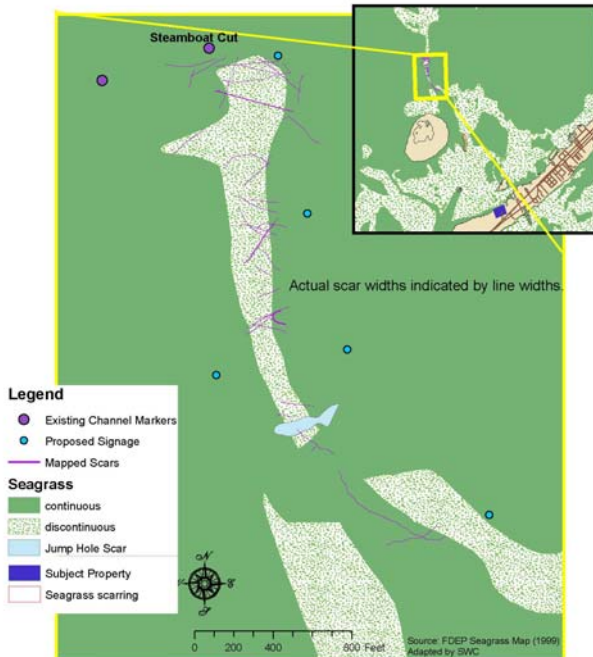 Steamboat Cut
Actual scar widths indicated by line widths.
Legend
Existing Channel Markers
Proposed Signage
Mapped Scars
Seagrass
continuous
discontinuous
Jump Hole Scar
Subject Property
Seagrass scarring
N
0 200 400 800 Feet
Source: FDEP Seagrass Map (1999)
Adapted by SWC